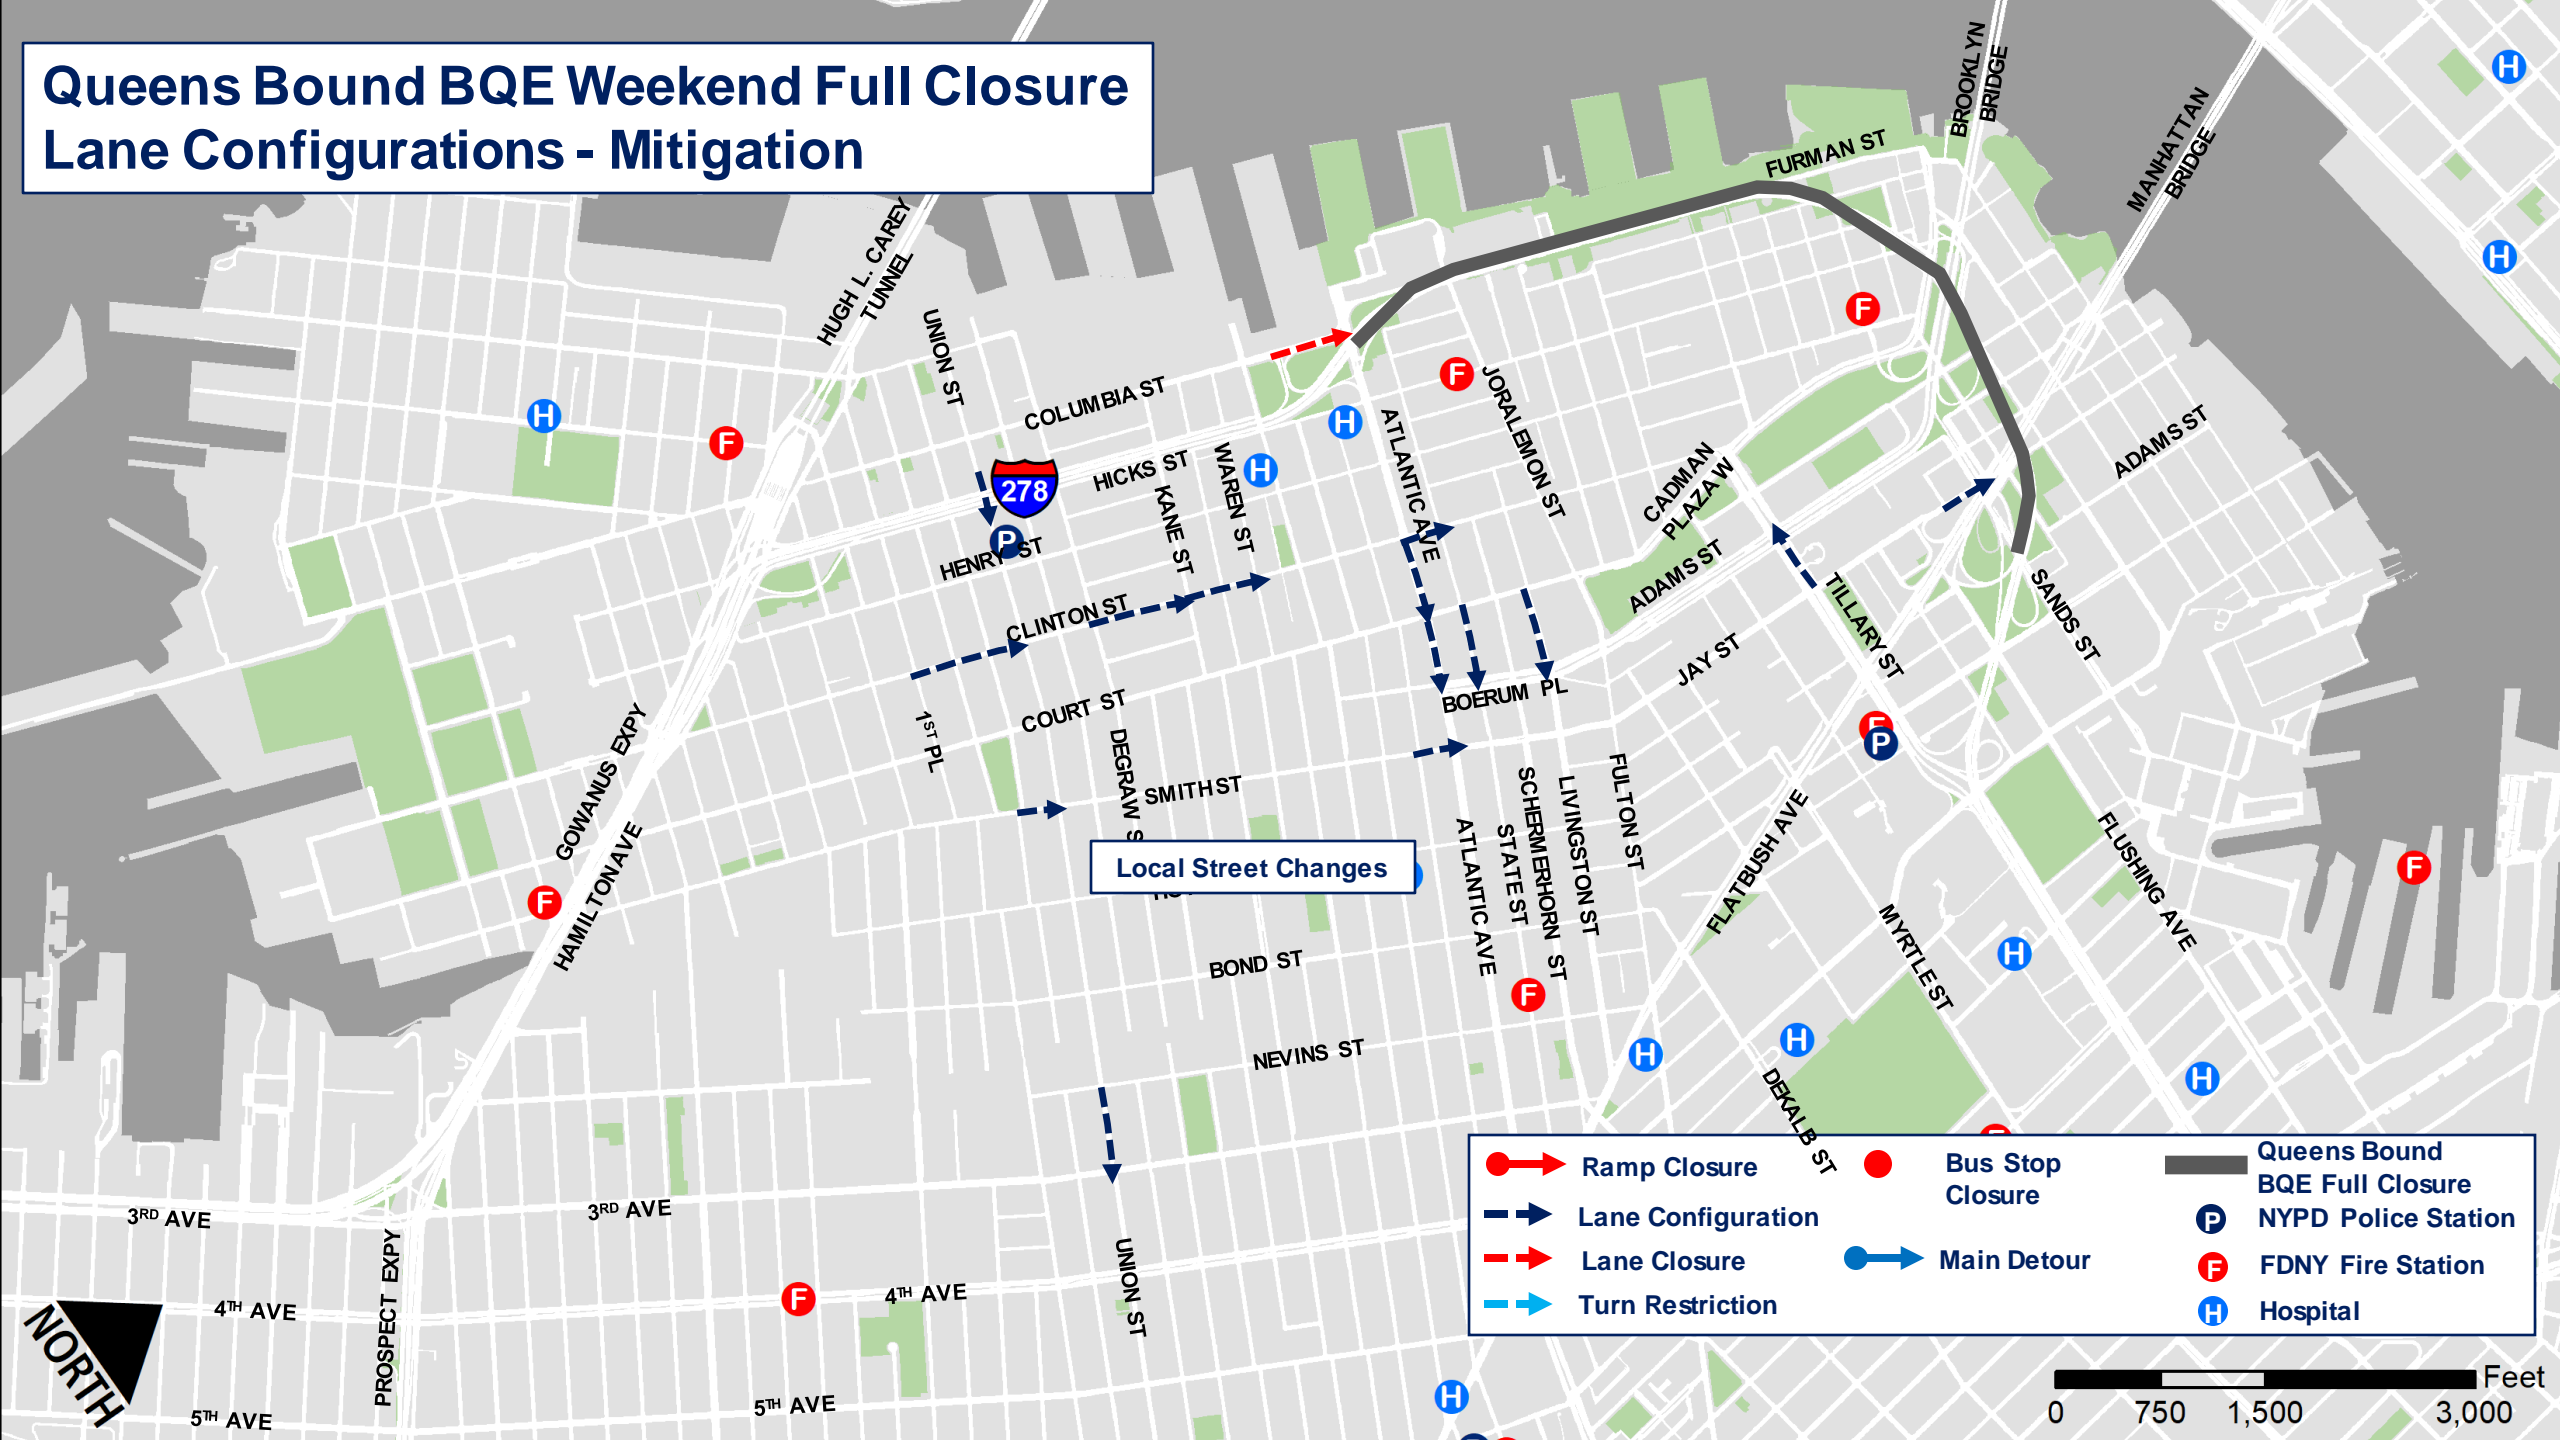 Queens Bound BQE Weekend Full Closure
Lane Configurations - Mitigation
BROOKLYN
BRIDGE
MANHATTAN
BRIDGE
FURMAN ST
HUGH L. CAREY
TUNNEL
UNION ST
COLUMBIA ST
HICKS ST
278
KANE ST
WAREN ST
ATLANTIC AVE
JORALEMON ST
CADMAN
PLAZA W
ADAMS ST
ADAMS ST
HENRY ST
CLINTON ST
COURT ST
1ST PL
DEGRAW S
SMITH ST
BOERUM PL
JAY ST
TILLARY ST
SANDS ST
GOWANUS EXPY
HAMILTON AVE
Local Street Changes
ATLANTIC AVE
STATE ST
SCHERMERHORN ST
LIVINGSTON ST
FULTON ST
FLATBUSH AVE
MYRTLE ST
FLUSHING AVE
BOND ST
NEVINS ST
DEKALB ST
3RD AVE
3RD AVE
4TH AVE
4TH AVE
5TH AVE
5TH AVE
PROSPECT EXPY
UNION ST
NORTH
Ramp Closure
Lane Configuration
Lane Closure
Turn Restriction
Bus Stop
Closure
Main Detour
Queens Bound
BQE Full Closure
P NYPD Police Station
F FDNY Fire Station
H Hospital
Feet
0 750 1,500 3,000